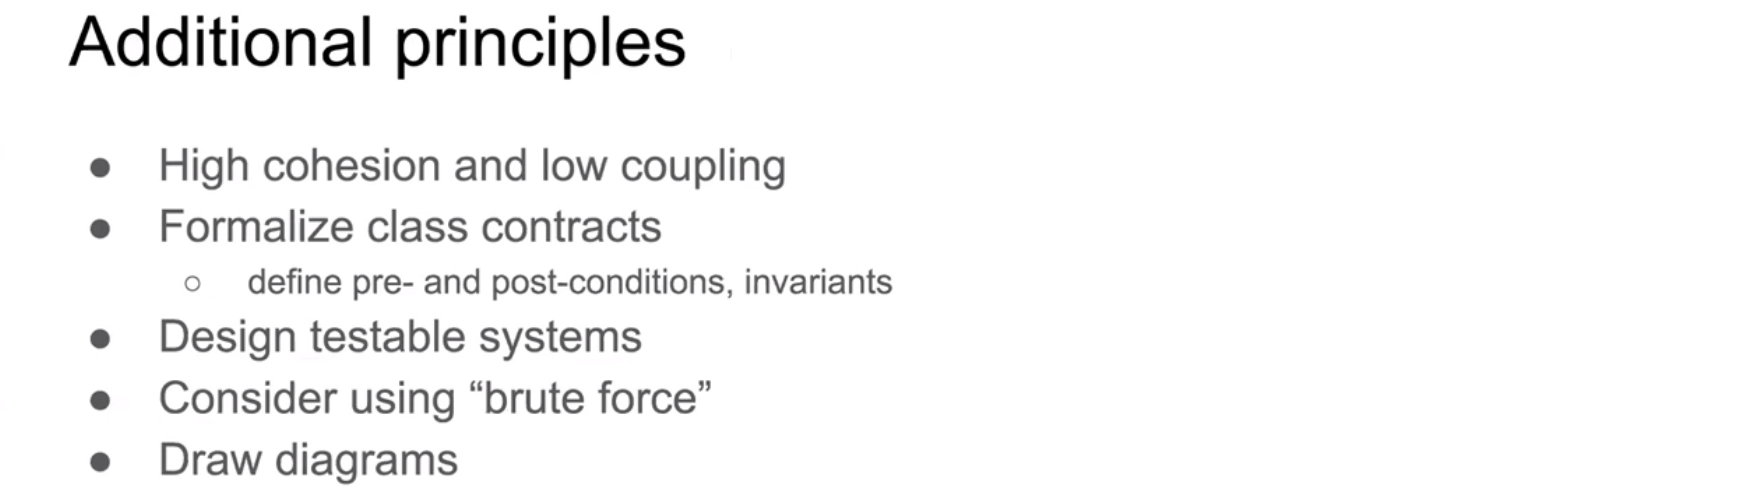 Additional principles
● High cohesion and low coupling
● Formalize class contracts
○ define pre- and post-conditions, invariants
● Design testable systems
● Consider using “brute force”
● Draw diagrams